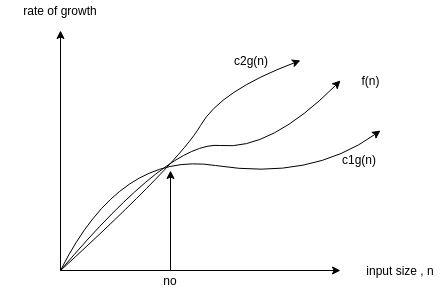 rate of growth
c2g(n)
f(n)
c1g(n)
input size , n
no